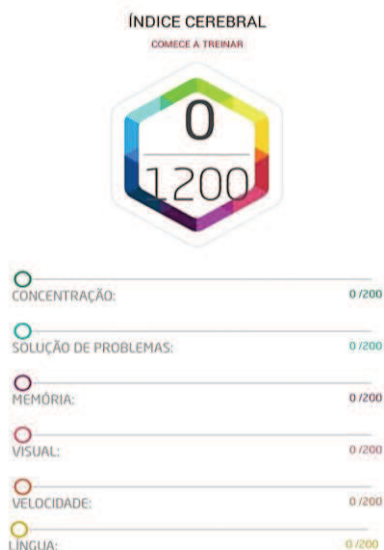 ÍNDICE CEREBRAL
COMECE A TREINAR
0
1200
CONCENTRAÇÃO: 0 /200
SOLUÇÃO DE PROBLEMAS: 0 /200
MEMÓRIA: 0 /200
VISUAL: 0 /200
VELOCIDADE: 0 /200
LÍNGUA: 0 /200